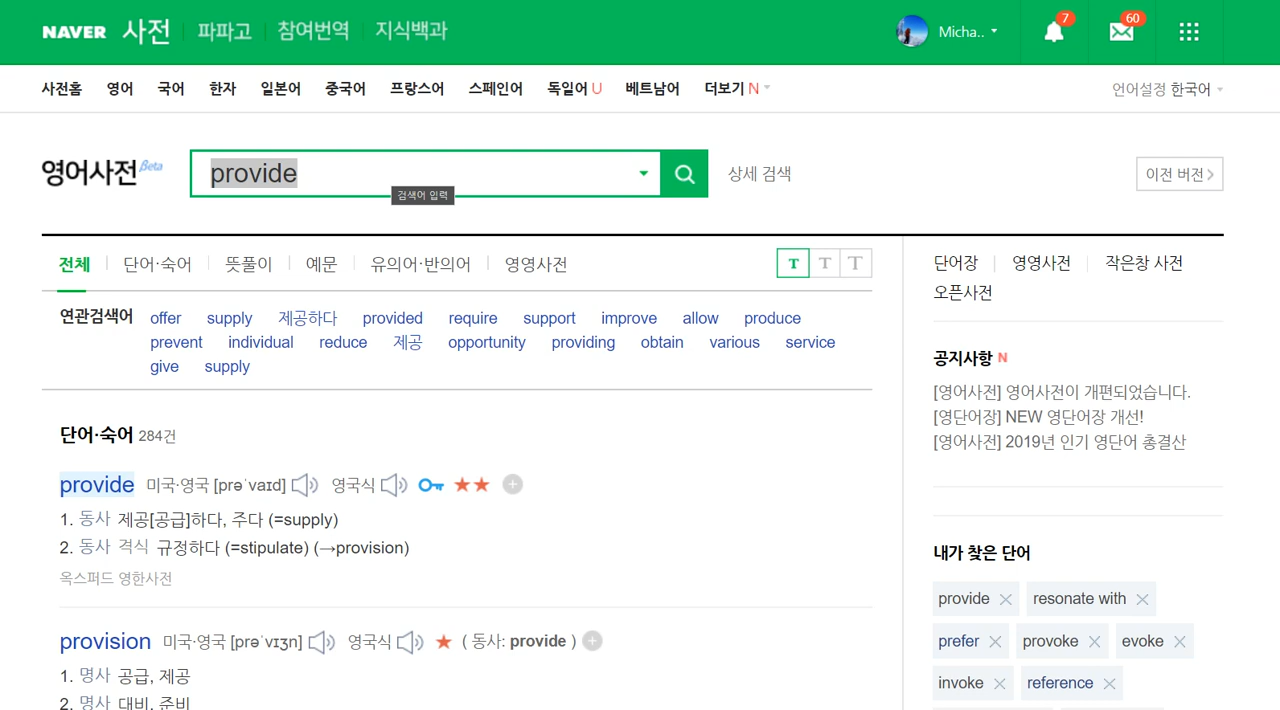 NAVER 사전 파파고 참여번역 지식백과 Micha.. 7 60
사전홈 영어 국어 한자 일본어 중국어 프랑스어 스페인어 독일어 U 베트남어 더보기 N 언어설정 한국어
영어사전 Beta provide 상세 검색 이전 버전
검색어 입력
전체 단어·숙어 뜻풀이 예문 유의어·반의어 영영사전 T T T
단어장 영영사전 작은창 사전
오픈사전
연관검색어 offer supply 제공하다 provided require support improve allow produce
prevent individual reduce 제공 opportunity providing obtain various service
give supply
공지사항 N
[영어사전] 영어사전이 개편되었습니다.
[영단어장] NEW 영단어장 개선!
[영어사전] 2019년 인기 영단어 총결산
단어·숙어 284건
provide 미국·영국 [prəˈvaɪd] 영국식
1. 동사 제공[공급]하다, 주다 (=supply)
2. 동사 격식 규정하다 (=stipulate) (→provision)
옥스퍼드 영한사전
provision 미국·영국 [prəˈvɪʒn] 영국식 ( 동사: provide )
1. 명사 공급, 제공
2. 명사 대비, 준비
내가 찾은 단어
provide resonate with
prefer provoke evoke
invoke reference